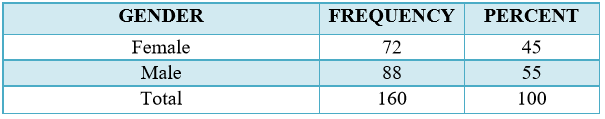 GENDER FREQUENCY PERCENT
Female 72 45
Male 88 55
Total 160 100